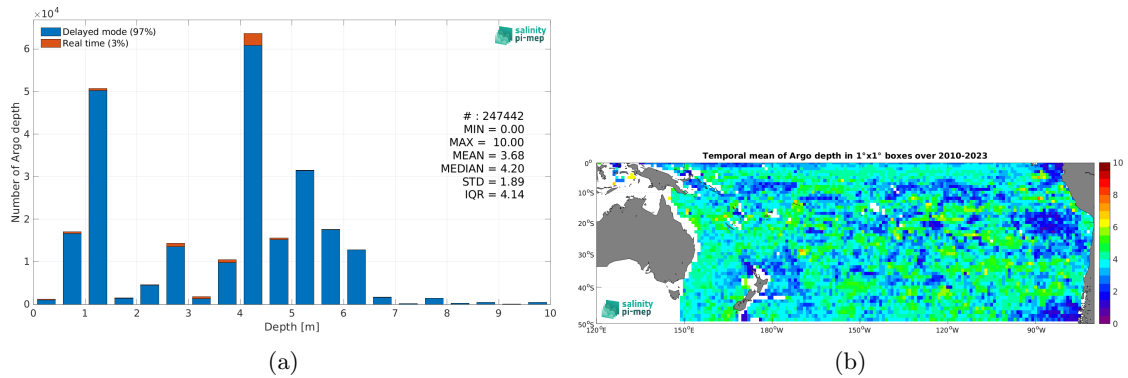 ×10⁴
Delayed mode (97%)
Real time (3%)
salinity
pi-mep
6
5
4
3
2
1
0
Number of Argo depth
# : 247442
MIN = 0.00
MAX = 10.00
MEAN = 3.68
MEDIAN = 4.20
STD = 1.89
IQR = 4.14
0 1 2 3 4 5 6 7 8 9 10
Depth [m]
(a)
Temporal mean of Argo depth in 1°x1° boxes over 2010-2023
0°
10°S
20°S
30°S
40°S
50°S
120°E 150°E 180°W 150°W 120°W 90°W
salinity
pi-mep
10
8
6
4
2
0
(b)